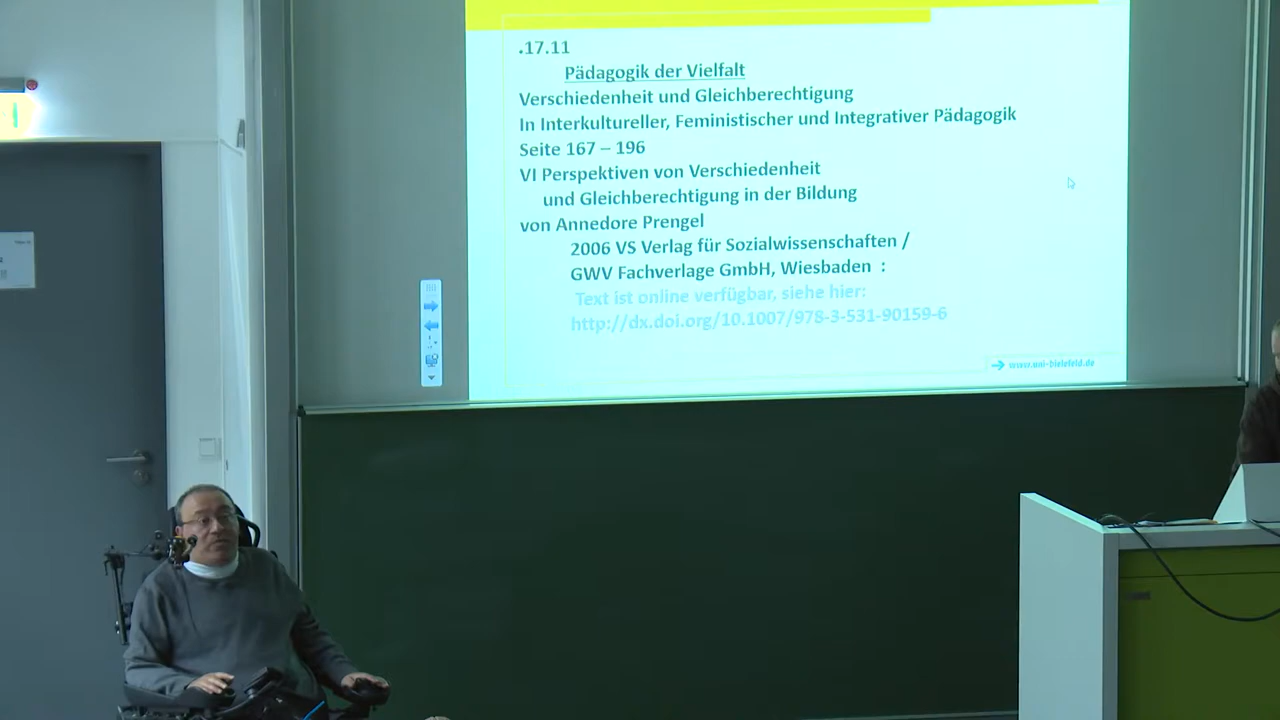 .17.11
Pädagogik der Vielfalt
Verschiedenheit und Gleichberechtigung
In Interkultureller, Feministischer und Integrativer Pädagogik
Seite 167 – 196
VI Perspektiven von Verschiedenheit
und Gleichberechtigung in der Bildung
von Annedore Prengel
2006 VS Verlag für Sozialwissenschaften /
GWV Fachverlage GmbH, Wiesbaden :
Text ist online verfügbar, siehe hier:
http://dx.doi.org/10.1007/978-3-531-90159-6
www.uni-bielefeld.de